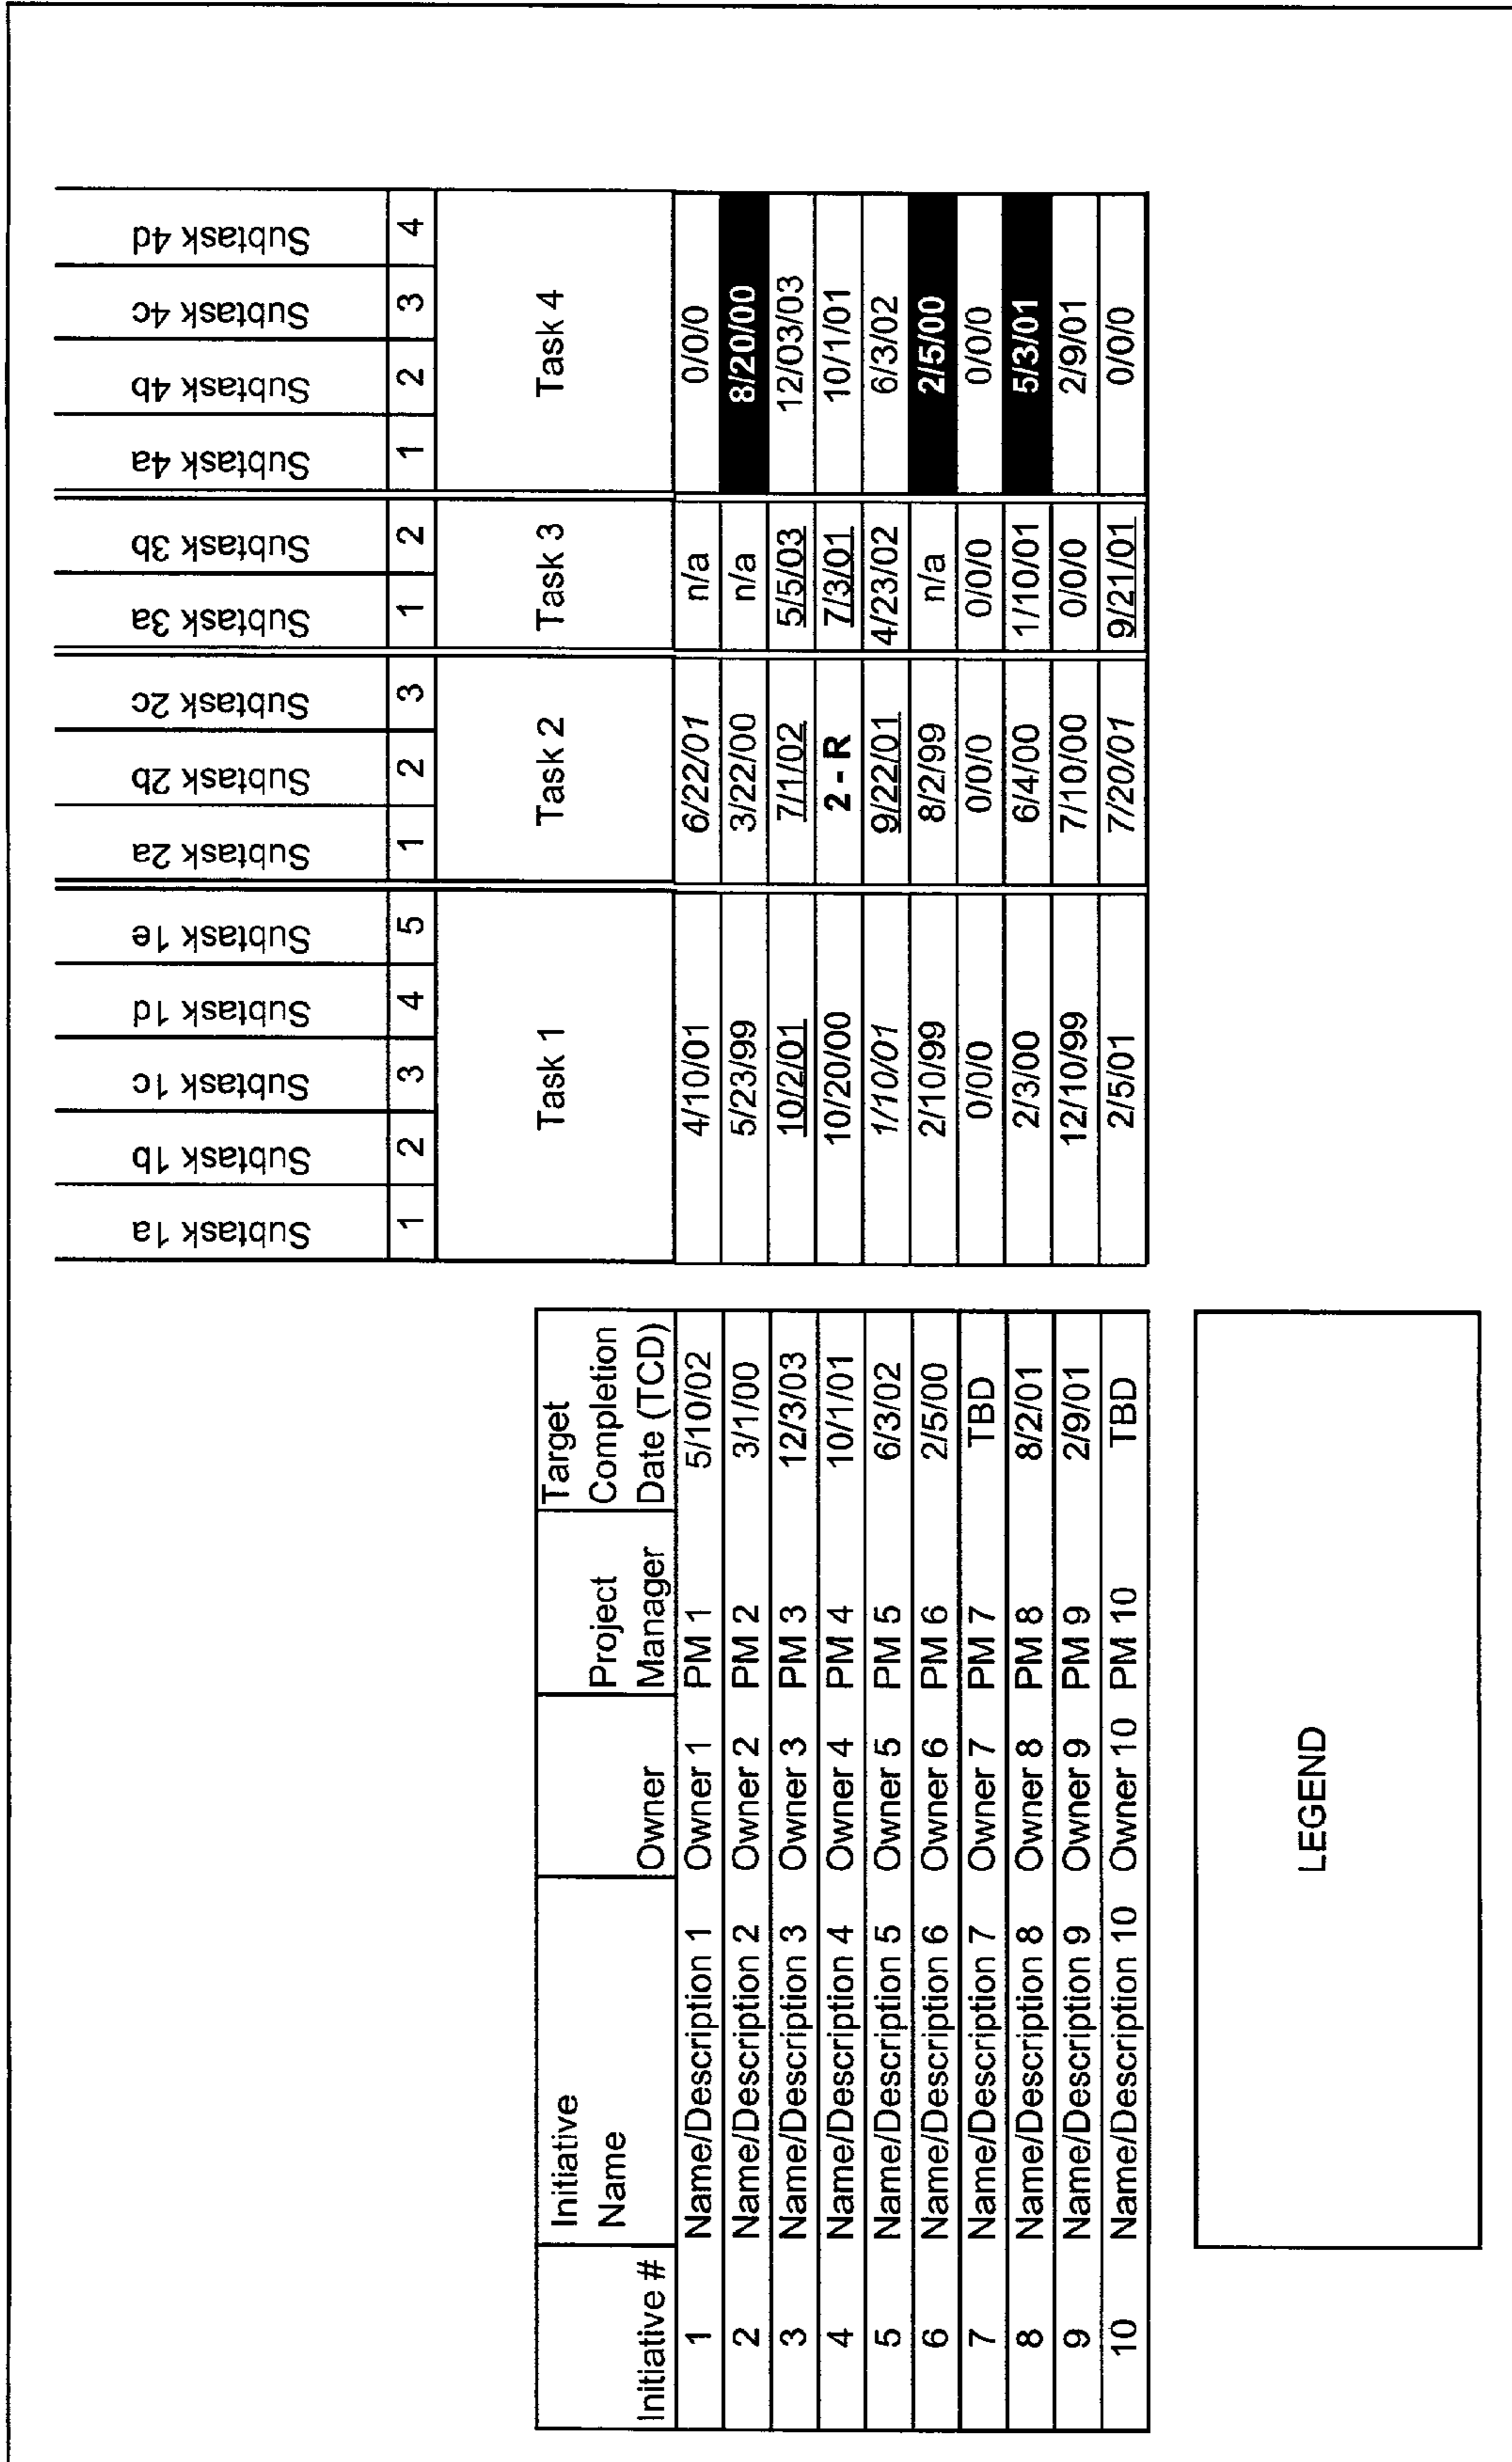 Subtask 1a
Subtask 1b
Subtask 1c
Subtask 1d
Subtask 1e
Subtask 2a
Subtask 2b
Subtask 2c
Subtask 3a
Subtask 3b
Subtask 4a
Subtask 4b
Subtask 4c
Subtask 4d
1 2 3 4 5 1 2 3 1 2 1 2 3 4
Initiative # Initiative Name Owner Project Manager Target Completion Date (TCD) Task 1 Task 2 Task 3 Task 4
1 Name/Description 1 Owner 1 PM 1 5/10/02 4/10/01 6/22/01 n/a 0/0/0
2 Name/Description 2 Owner 2 PM 2 3/1/00 5/23/99 3/22/00 n/a 8/20/00
3 Name/Description 3 Owner 3 PM 3 12/3/03 10/2/01 7/1/02 5/5/03 12/03/03
4 Name/Description 4 Owner 4 PM 4 10/1/01 10/20/00 2 - R 7/3/01 10/1/01
5 Name/Description 5 Owner 5 PM 5 6/3/02 1/10/01 9/22/01 4/23/02 6/3/02
6 Name/Description 6 Owner 6 PM 6 2/5/00 2/10/99 8/2/99 n/a 2/5/00
7 Name/Description 7 Owner 7 PM 7 TBD 0/0/0 0/0/0 0/0/0 0/0/0
8 Name/Description 8 Owner 8 PM 8 8/2/01 2/3/00 6/4/00 1/10/01 5/3/01
9 Name/Description 9 Owner 9 PM 9 2/9/01 12/10/99 7/10/00 0/0/0 2/9/01
10 Name/Description 10 Owner 10 PM 10 TBD 2/5/01 7/20/01 9/21/01 0/0/0
LEGEND